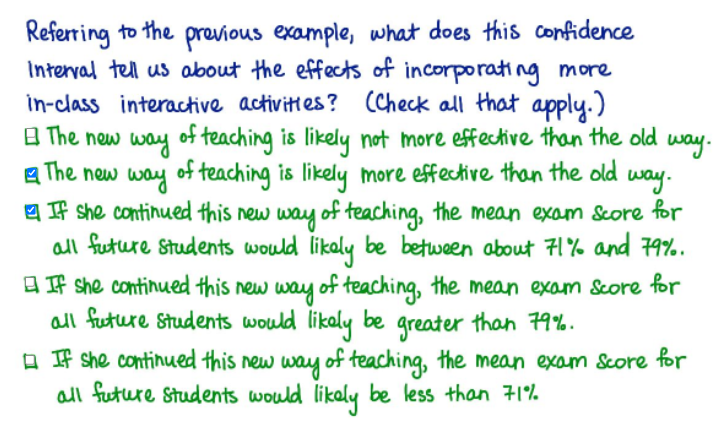 Referring to the previous example, what does this confidence
interval tell us about the effects of incorporating more
in-class interactive activities? (Check all that apply.)
The new way of teaching is likely not more effective than the old way.
The new way of teaching is likely more effective than the old way.
If she continued this new way of teaching, the mean exam score for
all future students would likely be between about 71% and 79%.
If she continued this new way of teaching, the mean exam score for
all future students would likely be greater than 79%.
If she continued this new way of teaching, the mean exam score for
all future students would likely be less than 71%